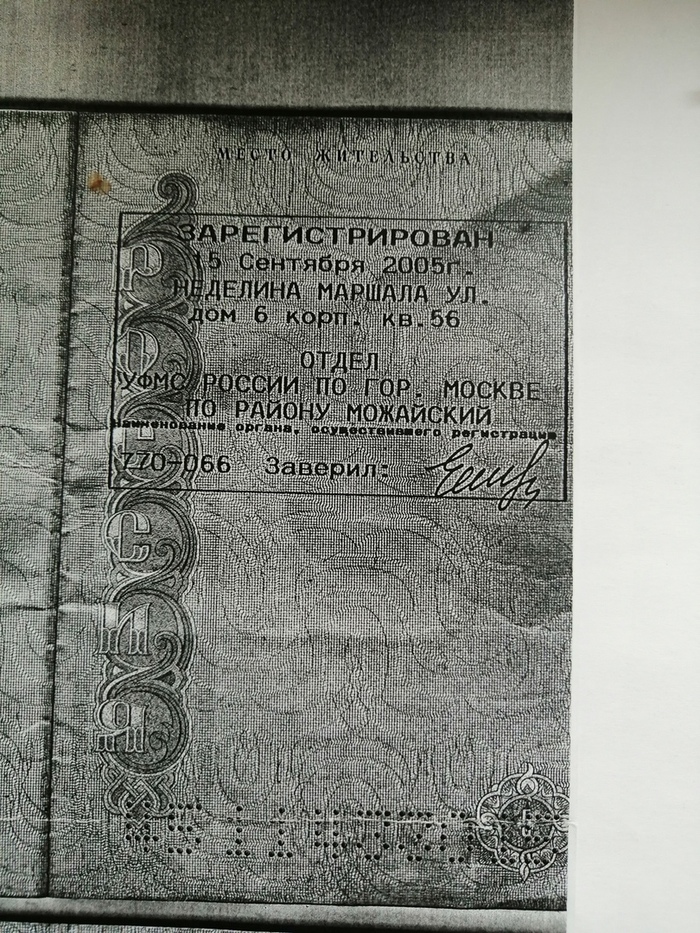 МЕСТО ЖИТЕЛЬСТВА
ЗАРЕГИСТРИРОВАН
15 Сентября 2005г.
НЕДЕЛИНА МАРШАЛА УЛ.
дом 6 корп. кв.56
ОТДЕЛ
УФМС РОССИИ ПО ГОР. МОСКВЕ
ПО РАЙОНУ МОЖАЙСКИЙ
наименование органа, осуществившего регистрацию
770-066 Заверил:
РОССИЯ